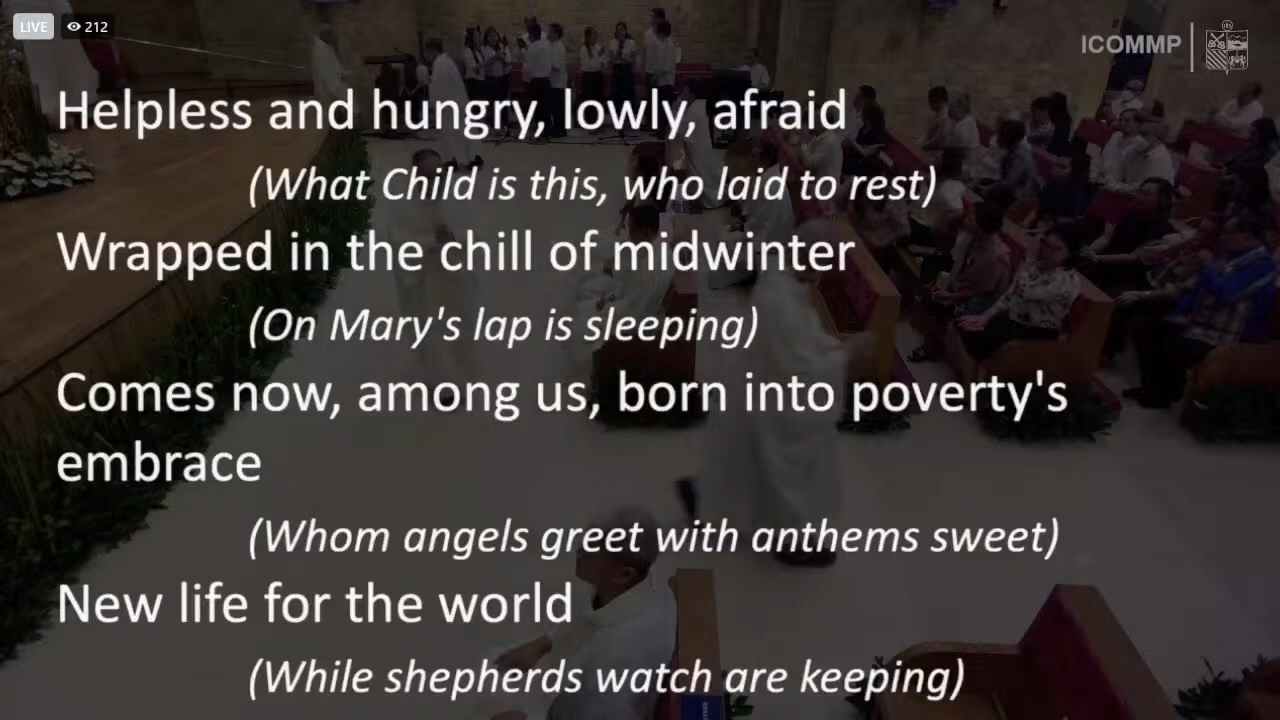 LIVE 212
ICOMMP
Helpless and hungry, lowly, afraid
(What Child is this, who laid to rest)
Wrapped in the chill of midwinter
(On Mary's lap is sleeping)
Comes now, among us, born into poverty's
embrace
(Whom angels greet with anthems sweet)
New life for the world
(While shepherds watch are keeping)